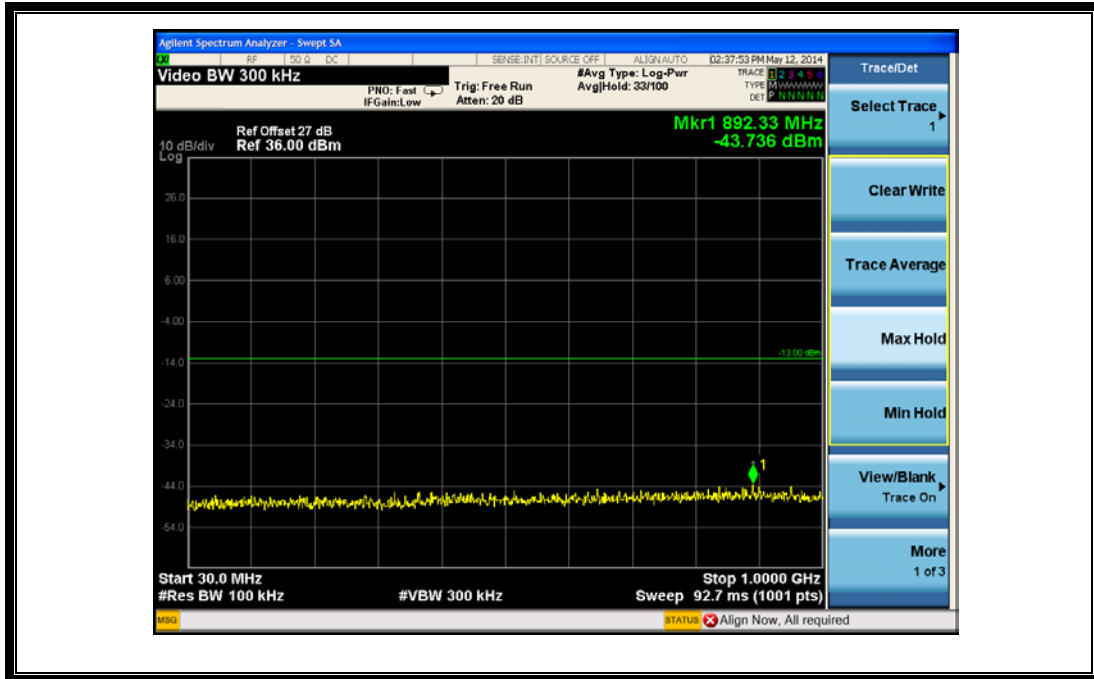 Agilent Spectrum Analyzer - Swept SA
LXI RF 50 Ω DC SENSE:INT SOURCE OFF ALIGNAUTO 02:37:53 PM May 12, 2014
Video BW 300 kHz
PNO: Fast
IFGain:Low
Trig: Free Run
Atten: 20 dB
#Avg Type: Log-Pwr
Avg|Hold: 33/100
TRACE 1 2 3 4 5 6
TYPE M
DET P N N N N N
Mkr1 892.33 MHz
-43.736 dBm
Ref Offset 27 dB
10 dB/div Ref 36.00 dBm
Log
26.0
16.0
6.00
-4.00
-13.00 dBm
-14.0
-24.0
-34.0
1
-44.0
-54.0
Start 30.0 MHz Stop 1.0000 GHz
#Res BW 100 kHz #VBW 300 kHz Sweep 92.7 ms (1001 pts)
MSG STATUS Align Now, All required
Trace/Det
Select Trace
1
Clear Write
Trace Average
Max Hold
Min Hold
View/Blank
Trace On
More
1 of 3